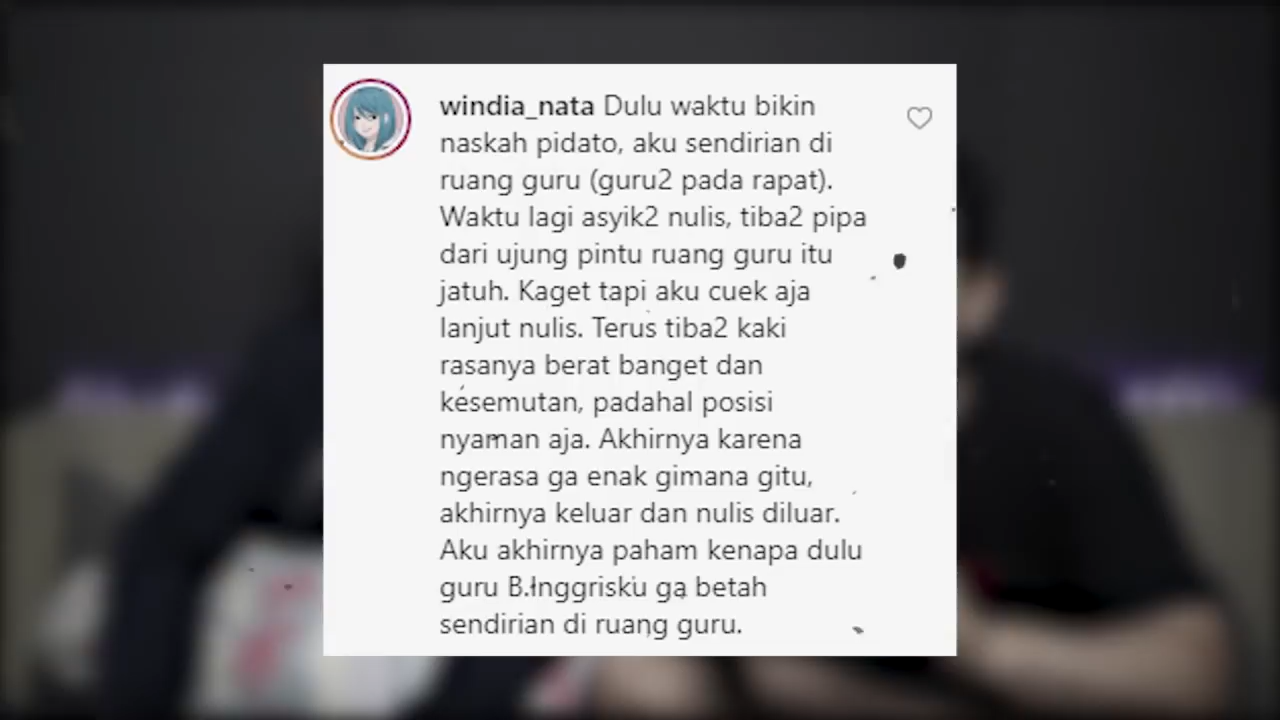 windia_nata Dulu waktu bikin
naskah pidato, aku sendirian di
ruang guru (guru2 pada rapat).
Waktu lagi asyik2 nulis, tiba2 pipa
dari ujung pintu ruang guru itu
jatuh. Kaget tapi aku cuek aja
lanjut nulis. Terus tiba2 kaki
rasanya berat banget dan
kesemutan, padahal posisi
nyaman aja. Akhirnya karena
ngerasa ga enak gimana gitu,
akhirnya keluar dan nulis diluar.
Aku akhirnya paham kenapa dulu
guru B.Inggrisku ga betah
sendirian di ruang guru.